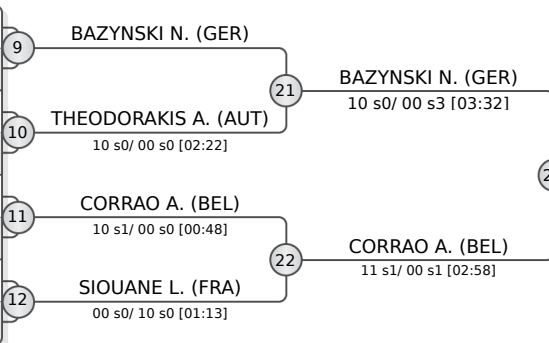 9
BAZYNSKI N. (GER)
21
BAZYNSKI N. (GER)
10 s0/ 00 s3 [03:32]
10
THEODORAKIS A. (AUT)
10 s0/ 00 s0 [02:22]
11
CORRAO A. (BEL)
10 s1/ 00 s0 [00:48]
22
CORRAO A. (BEL)
11 s1/ 00 s1 [02:58]
12
SIOUANE L. (FRA)
00 s0/ 10 s0 [01:13]